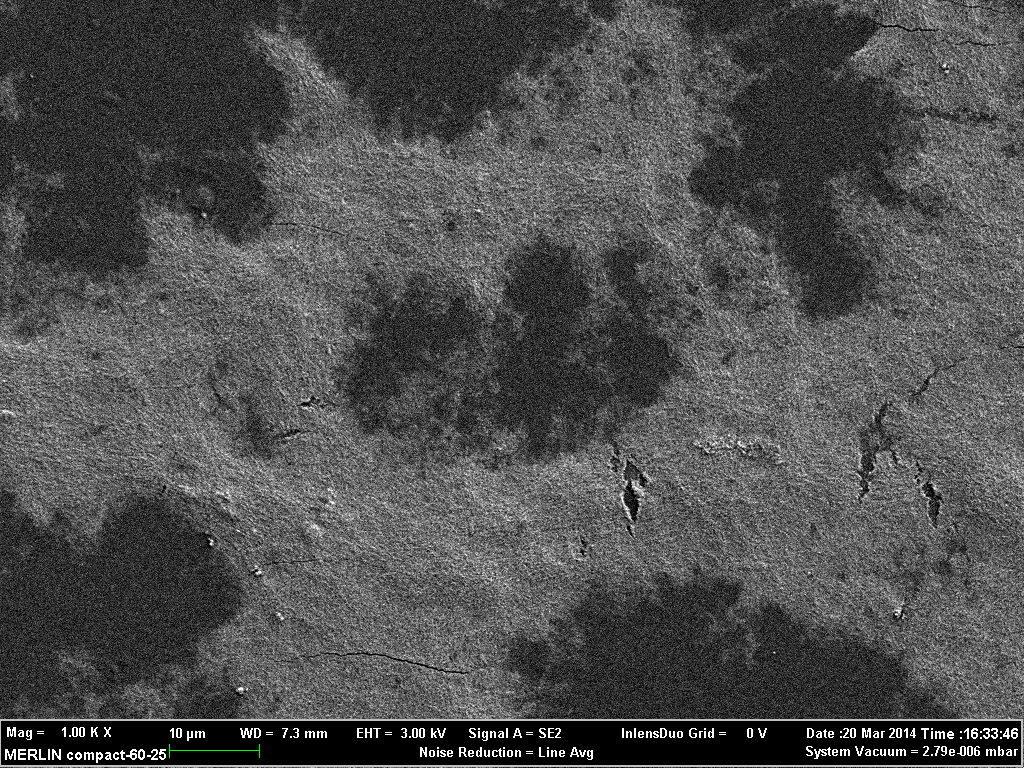 Mag = 1.00 K X 10 µm WD = 7.3 mm EHT = 3.00 kV Signal A = SE2 InlensDuo Grid = 0 V Date :20 Mar 2014 Time :16:33:46
MERLIN compact-60-25 Noise Reduction = Line Avg System Vacuum = 2.79e-006 mbar